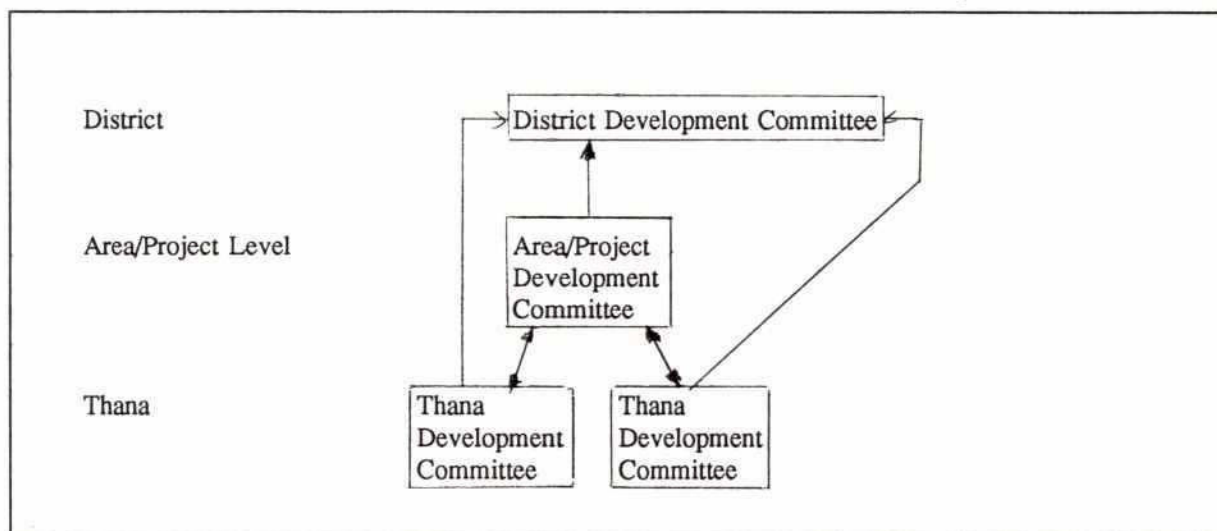 District
District Development Committee
Area/Project Level
Area/Project
Development
Committee
Thana
Thana
Development
Committee
Thana
Development
Committee